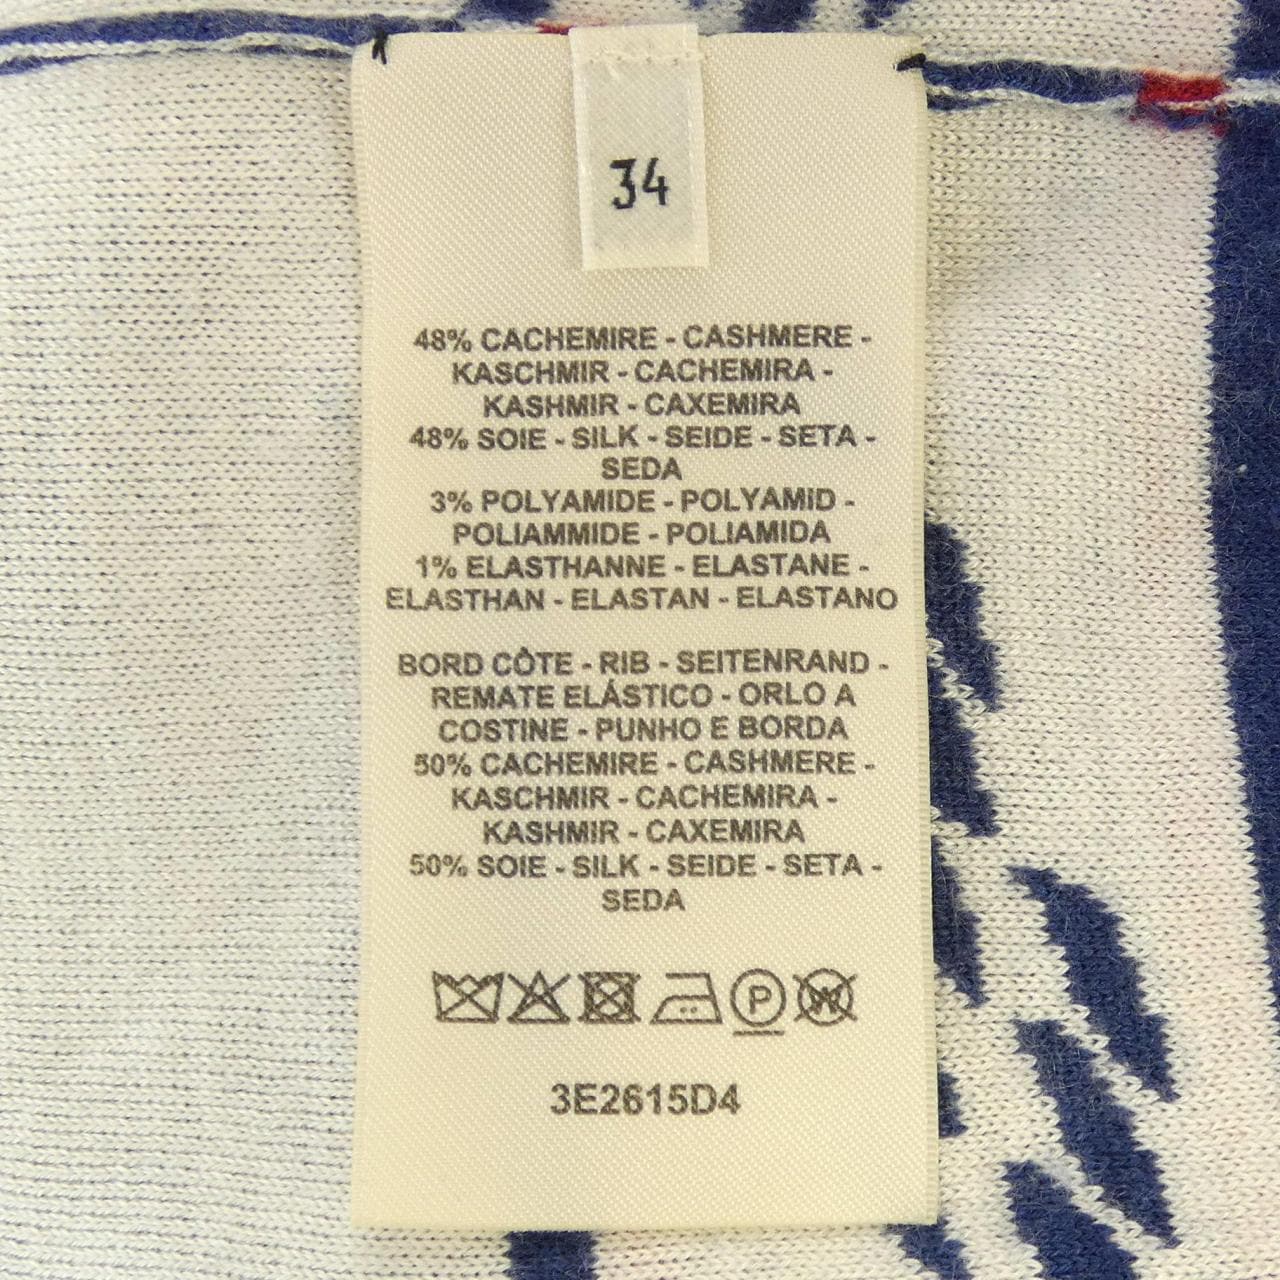 34
48% CACHEMIRE - CASHMERE -
KASCHMIR - CACHEMIRA -
KASHMIR - CAXEMIRA
48% SOIE - SILK - SEIDE - SETA -
SEDA
3% POLYAMIDE - POLYAMID -
POLIAMMIDE - POLIAMIDA
1% ELASTHANNE - ELASTANE -
ELASTHAN - ELASTAN - ELASTANO
BORD CÔTE - RIB - SEITENRAND -
REMATE ELÁSTICO - ORLO A
COSTINE - PUNHO E BORDA
50% CACHEMIRE - CASHMERE -
KASCHMIR - CACHEMIRA -
KASHMIR - CAXEMIRA
50% SOIE - SILK - SEIDE - SETA -
SEDA
P W
3E2615D4